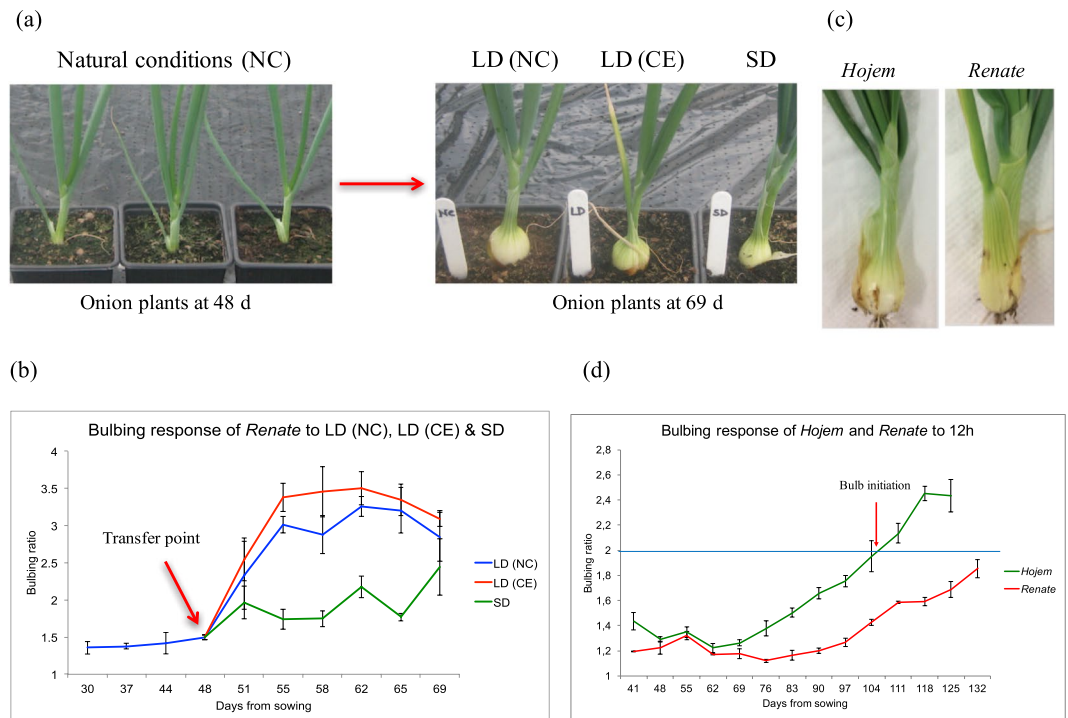 (a)
Natural conditions (NC)
LD (NC) LD (CE) SD
NC
LD
SD
Onion plants at 48 d
Onion plants at 69 d
(c)
Hojem Renate
(b)
Bulbing response of Renate to LD (NC), LD (CE) & SD
4
3.5
3
2.5
2
1.5
1
Bulbing ratio
Transfer point
LD (NC)
LD (CE)
SD
30 37 44 48 51 55 58 62 65 69
Days from sowing
(d)
Bulbing response of Hojem and Renate to 12h
2,8
2,6
2,4
2,2
2
1,8
1,6
1,4
1,2
1
Bulbing ratio
Bulb initiation
Hojem
Renate
41 48 55 62 69 76 83 90 97 104 111 118 125 132
Days from sowing